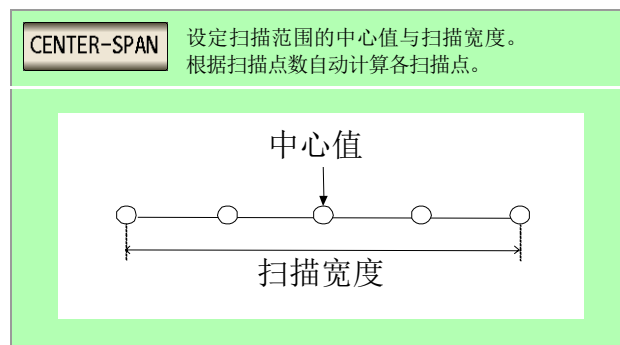 CENTER-SPAN
设定扫描范围的中心值与扫描宽度。
根据扫描点数自动计算各扫描点。
中心值
扫描宽度